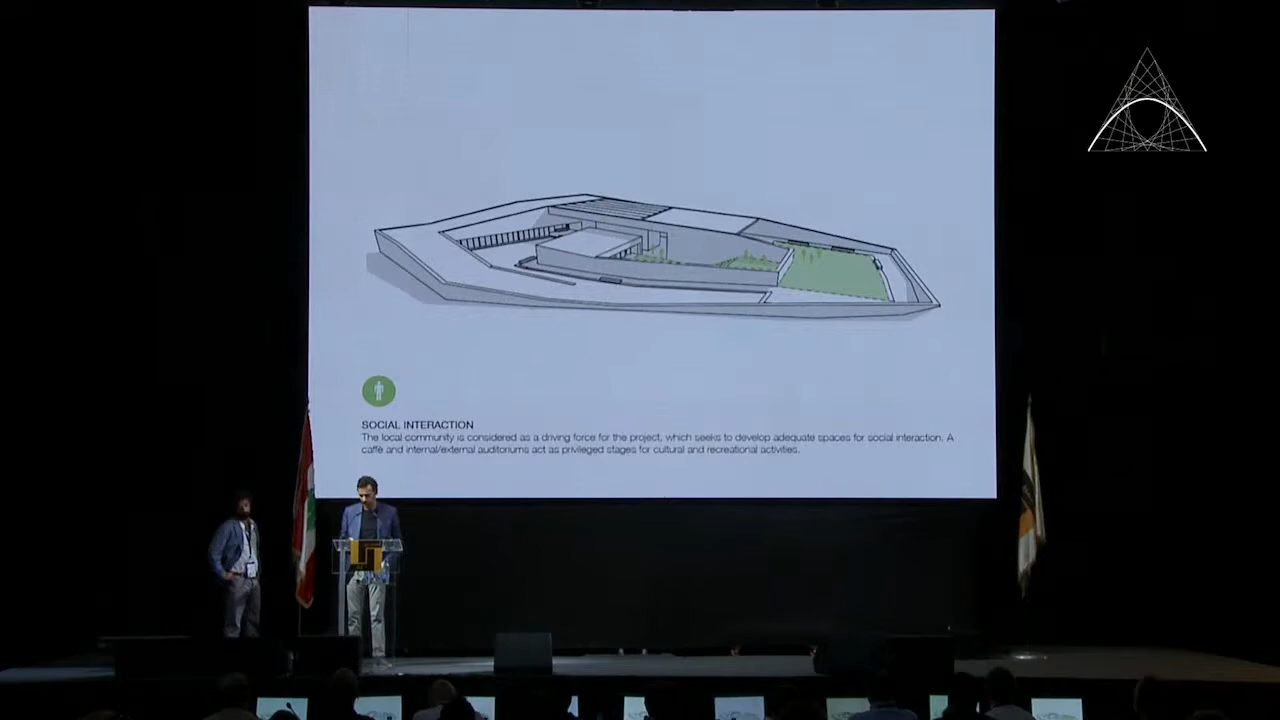 SOCIAL INTERACTION
The local community is considered as a driving force for the project, which seeks to develop adequate spaces for social interaction. A
caffè and internal/external auditoriums act as privileged stages for cultural and recreational activities.